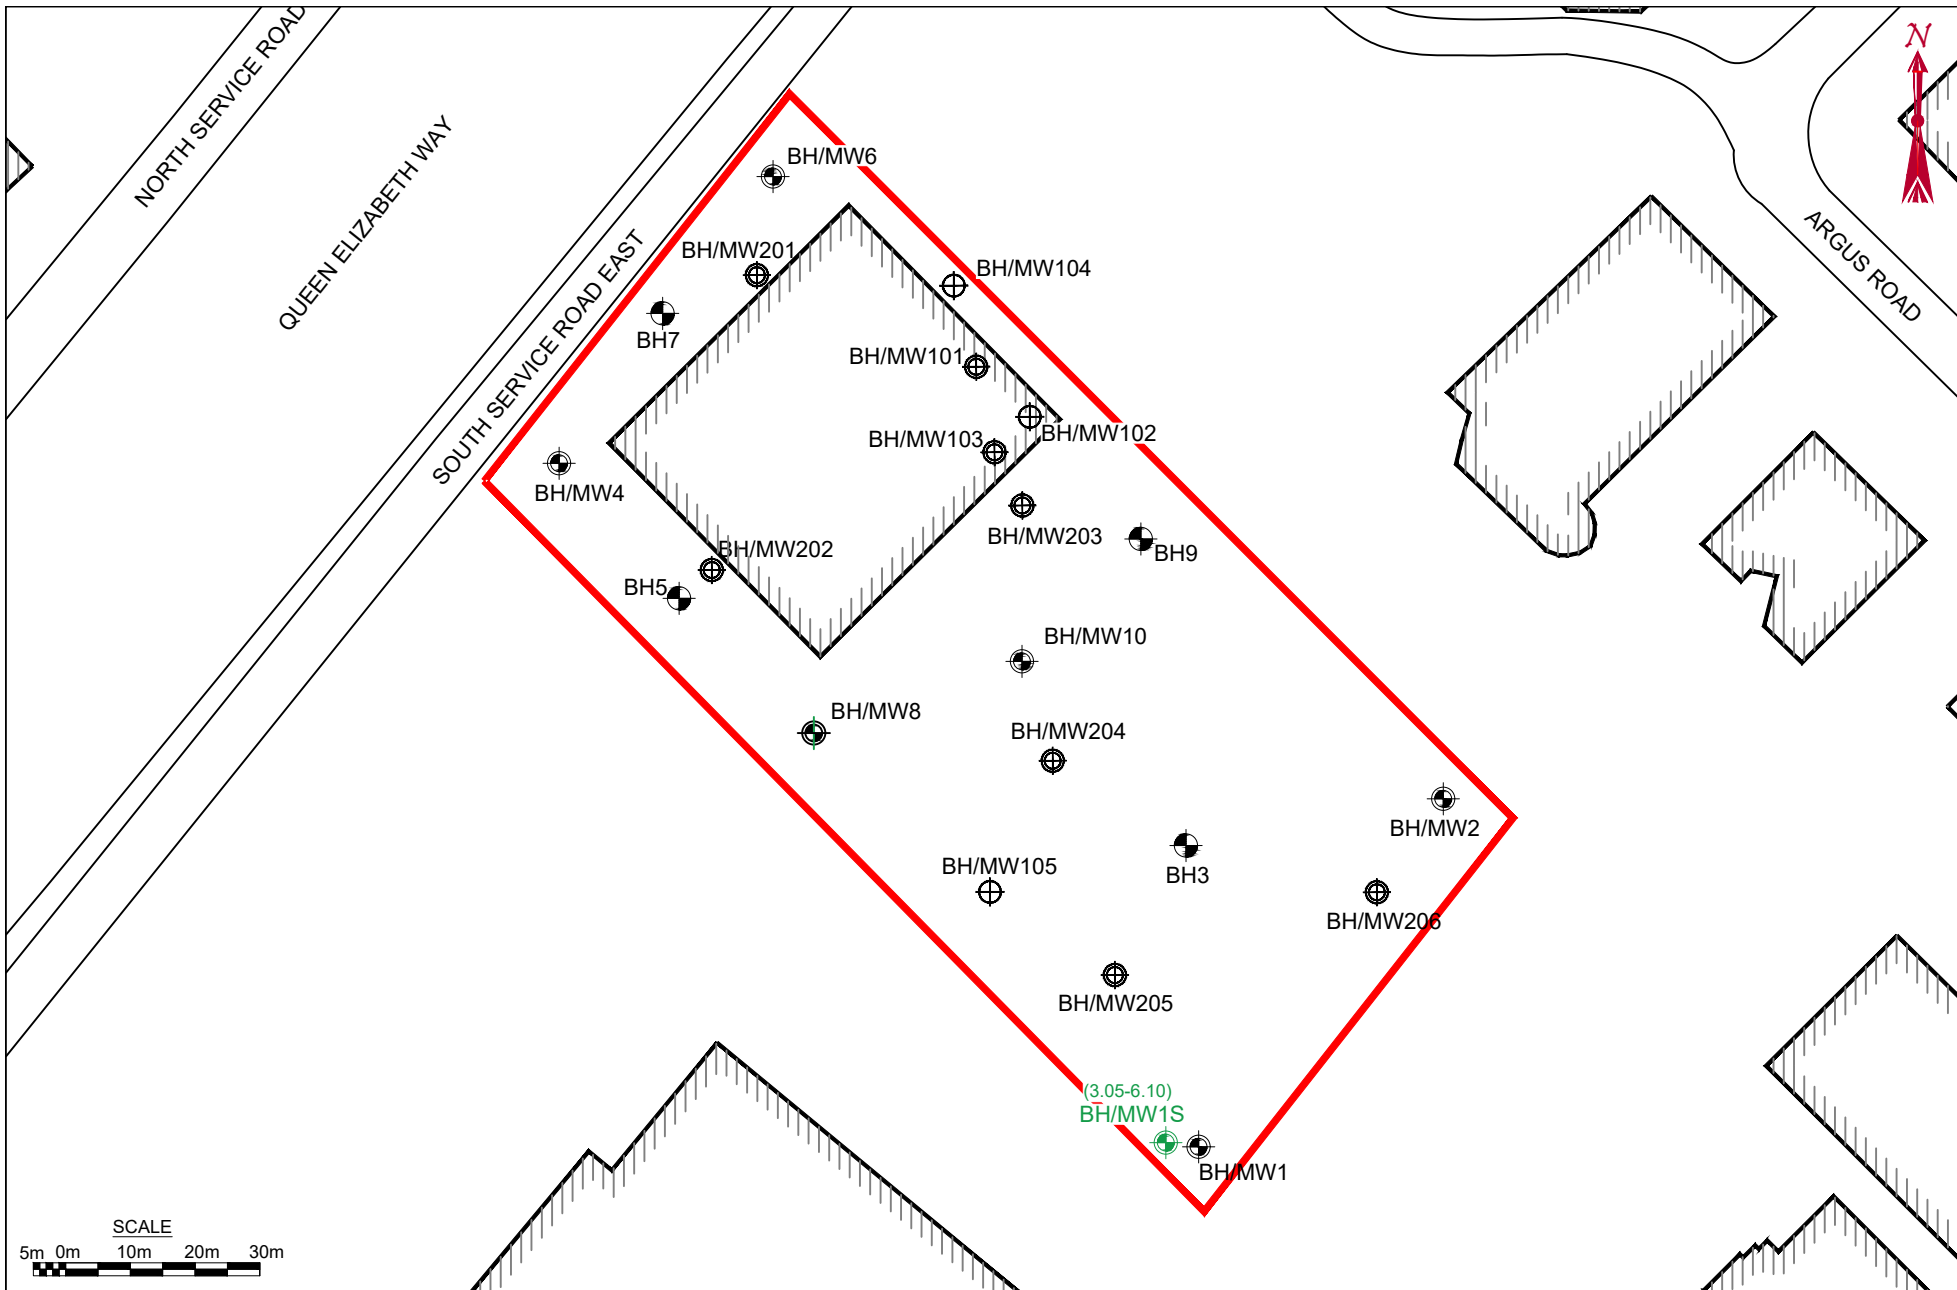 NORTH SERVICE ROAD
QUEEN ELIZABETH WAY
SOUTH SERVICE ROAD EAST
N
ARGUS ROAD
BH/MW6
BH/MW201
BH/MW104
BH7
BH/MW101
BH/MW102
BH/MW103
BH/MW4
BH/MW203
BH9
BH/MW202
BH5
BH/MW10
BH/MW8
BH/MW204
BH/MW2
BH/MW105
BH3
BH/MW206
BH/MW205
(3.05-6.10)
BH/MW1S
BH/MW1
SCALE
5m 0m 10m 20m 30m